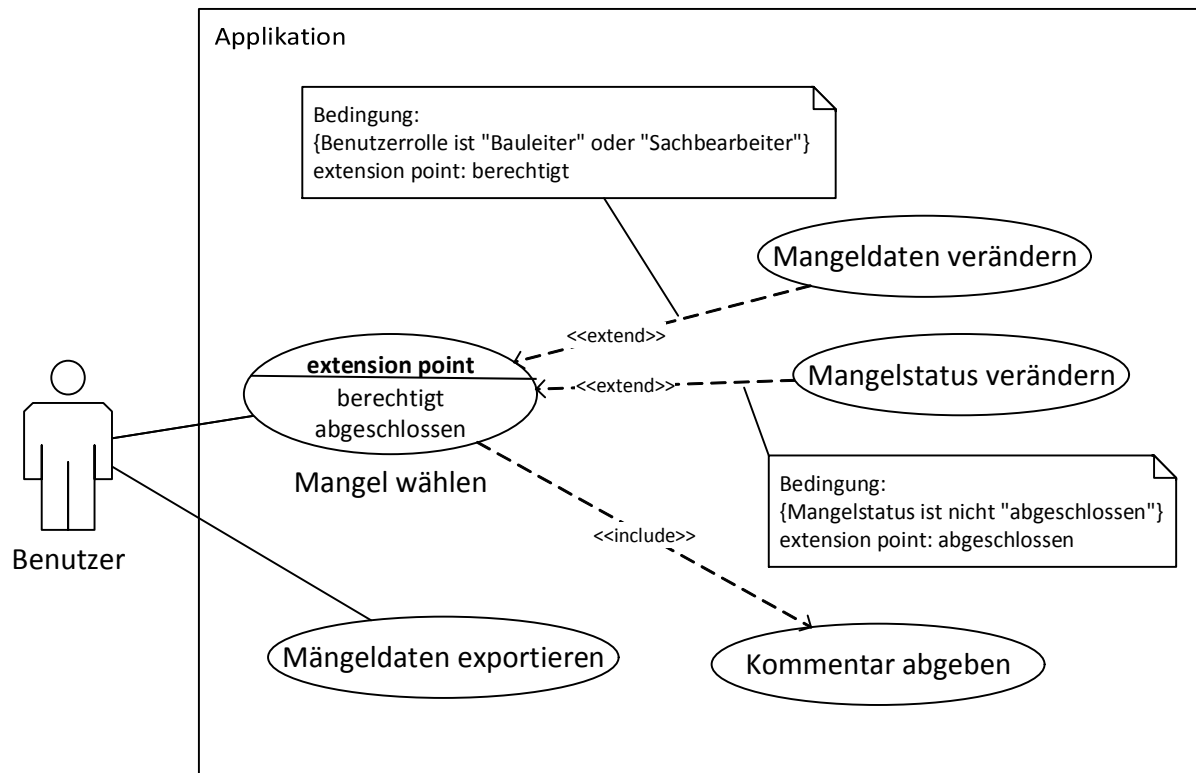 Applikation
Bedingung:
{Benutzerrolle ist "Bauleiter" oder "Sachbearbeiter"}
extension point: berechtigt
Mangeldaten verändern
<<extend>>
extension point
<<extend>>
Mangelstatus verändern
berechtigt
abgeschlossen
Mangel wählen
Bedingung:
{Mangelstatus ist nicht "abgeschlossen"}
extension point: abgeschlossen
<<include>>
Benutzer
Mängeldaten exportieren
Kommentar abgeben